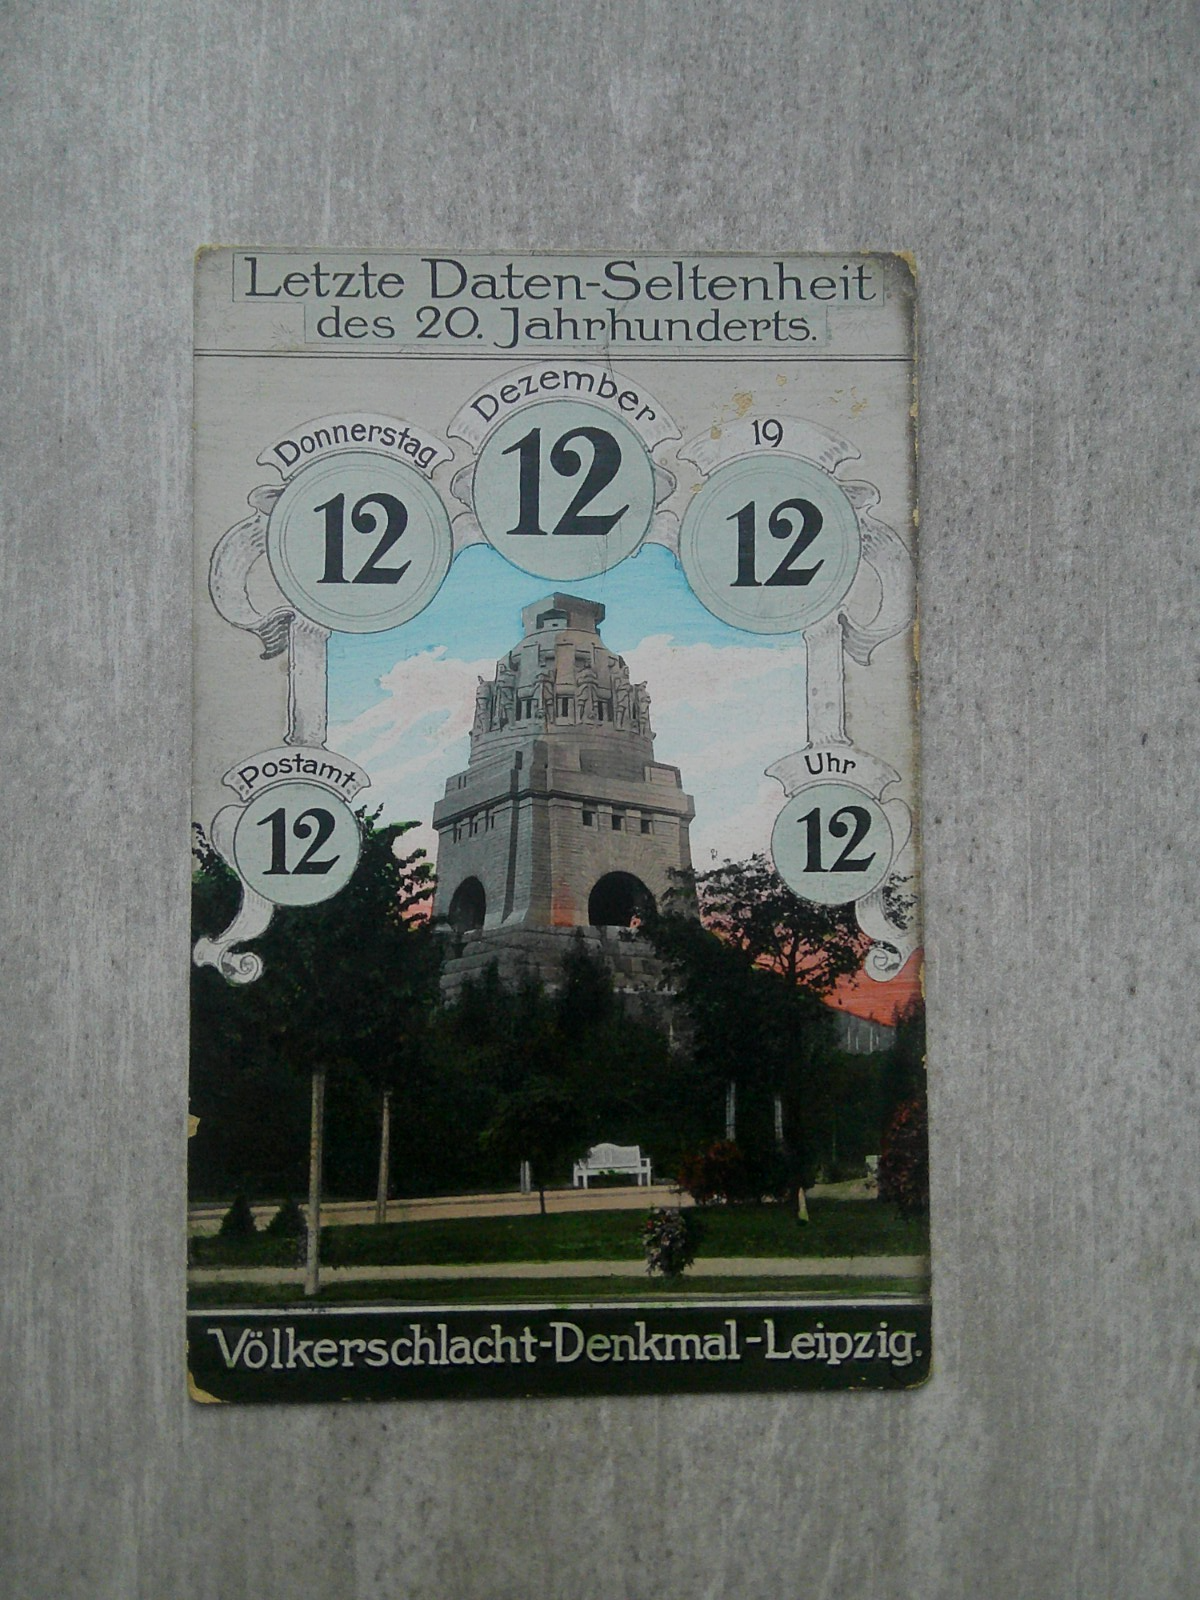 Letzte Daten-Seltenheit
des 20. Jahrhunderts.
Donnerstag
12
Dezember
12
19
12
Postamt
12
Uhr
12
Völkerschlacht-Denkmal-Leipzig.